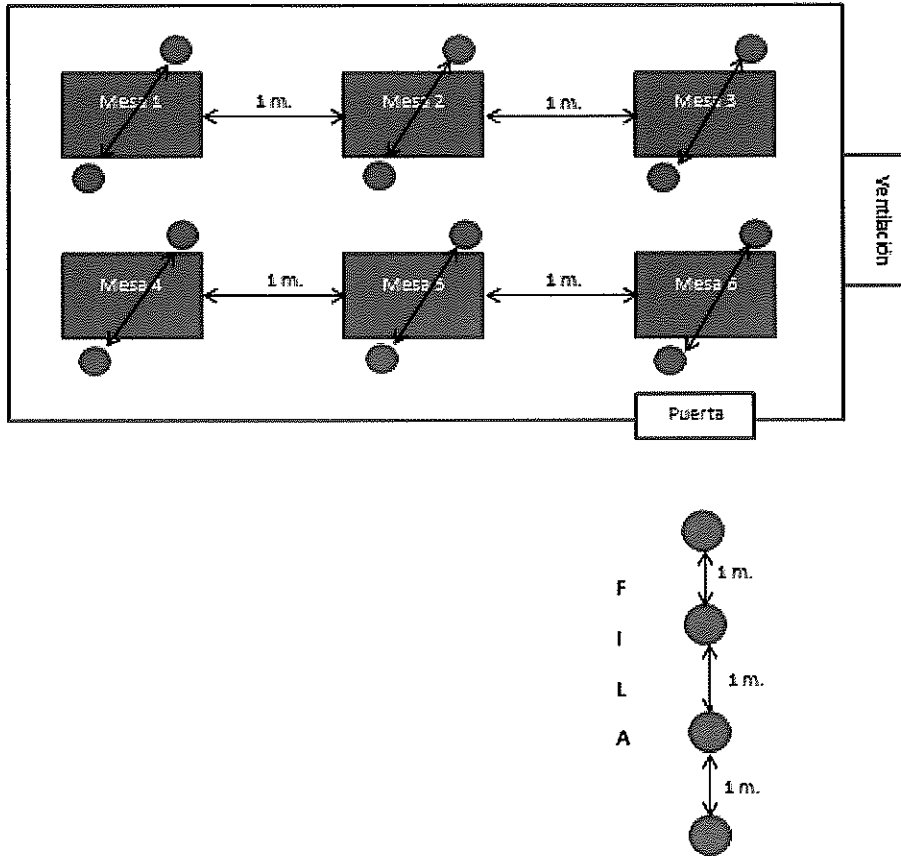 Mesa 1
1 m.
Mesa 2
1 m.
Mesa 3
Ventilación
Mesa 4
1 m.
Mesa 5
1 m.
Mesa 6
Puerta
F
I
L
A
1 m.
1 m.
1 m.